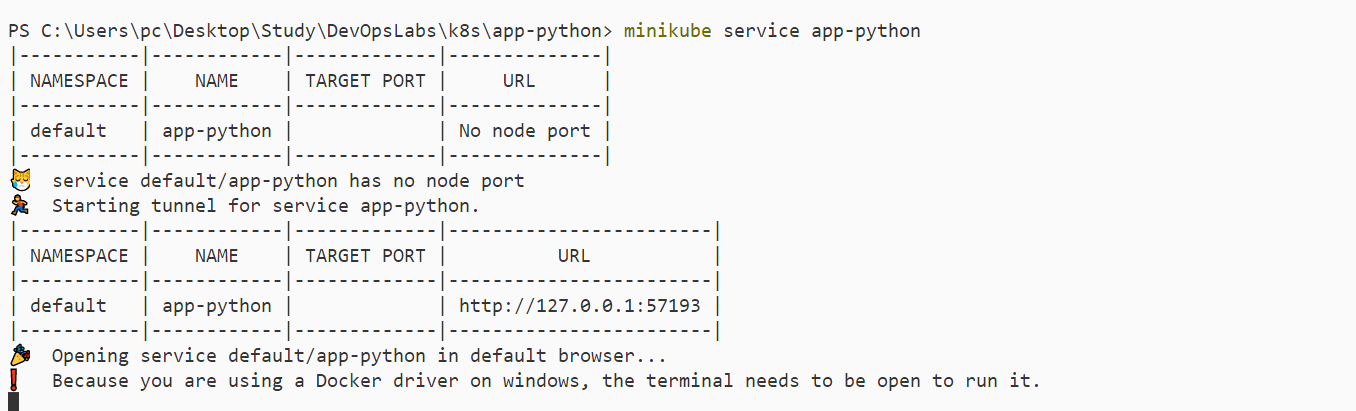 PS C:\Users\pc\Desktop\Study\DevOpsLabs\k8s\app-python> minikube service app-python
|-----------|------------|-------------|--------------|
| NAMESPACE |    NAME    | TARGET PORT |     URL      |
|-----------|------------|-------------|--------------|
| default   | app-python |             | No node port |
|-----------|------------|-------------|--------------|
😿  service default/app-python has no node port
🏃  Starting tunnel for service app-python.
|-----------|------------|-------------|------------------------|
| NAMESPACE |    NAME    | TARGET PORT |          URL           |
|-----------|------------|-------------|------------------------|
| default   | app-python |             | http://127.0.0.1:57193 |
|-----------|------------|-------------|------------------------|
🎉  Opening service default/app-python in default browser...
❗  Because you are using a Docker driver on windows, the terminal needs to be open to run it.